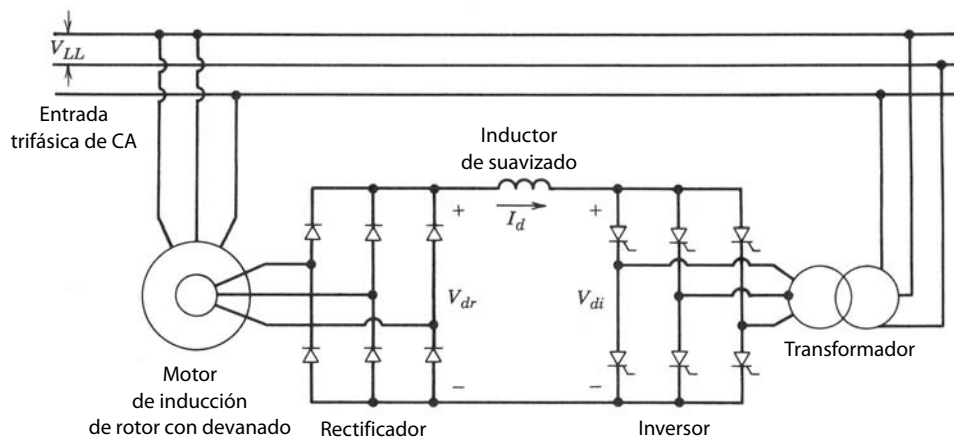 V_LL
Entrada
trifásica de CA
Inductor
de suavizado
+
I_d
+
V_dr
V_di
−
−
Transformador
Motor
de inducción
de rotor con devanado
Rectificador
Inversor